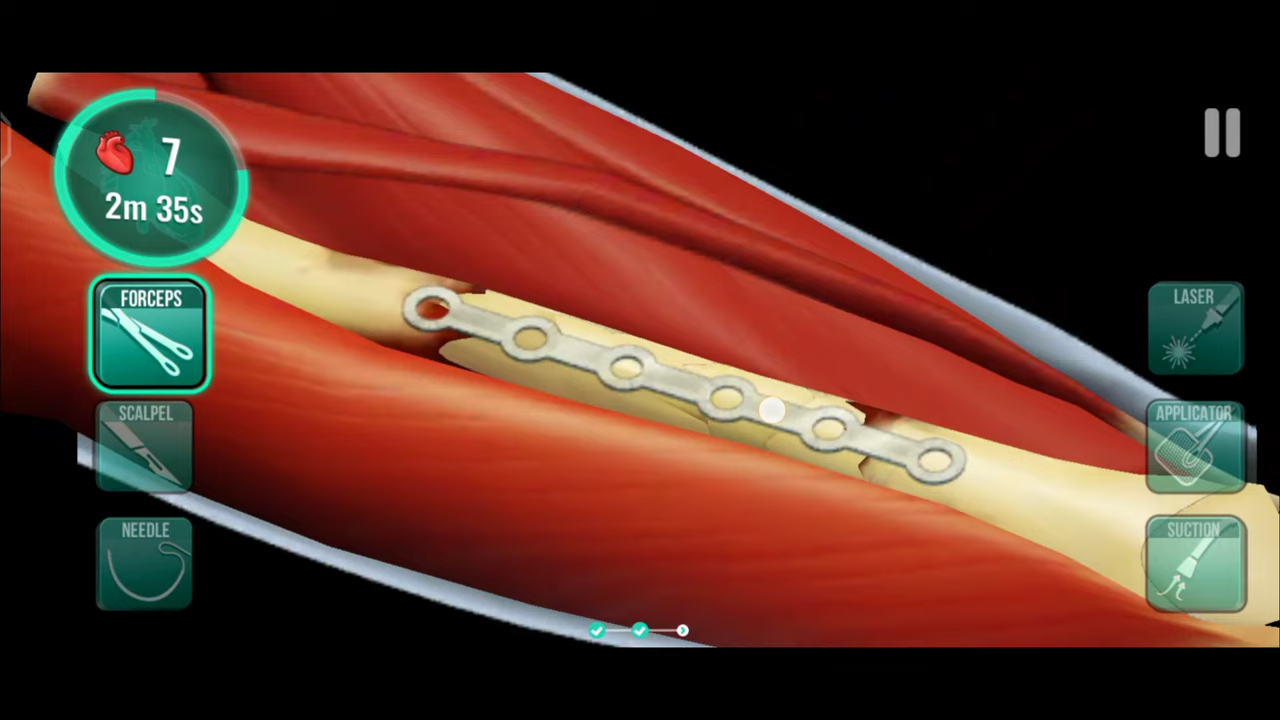 7
2m 35s
FORCEPS
SCALPEL
NEEDLE
LASER
APPLICATOR
SUCTION